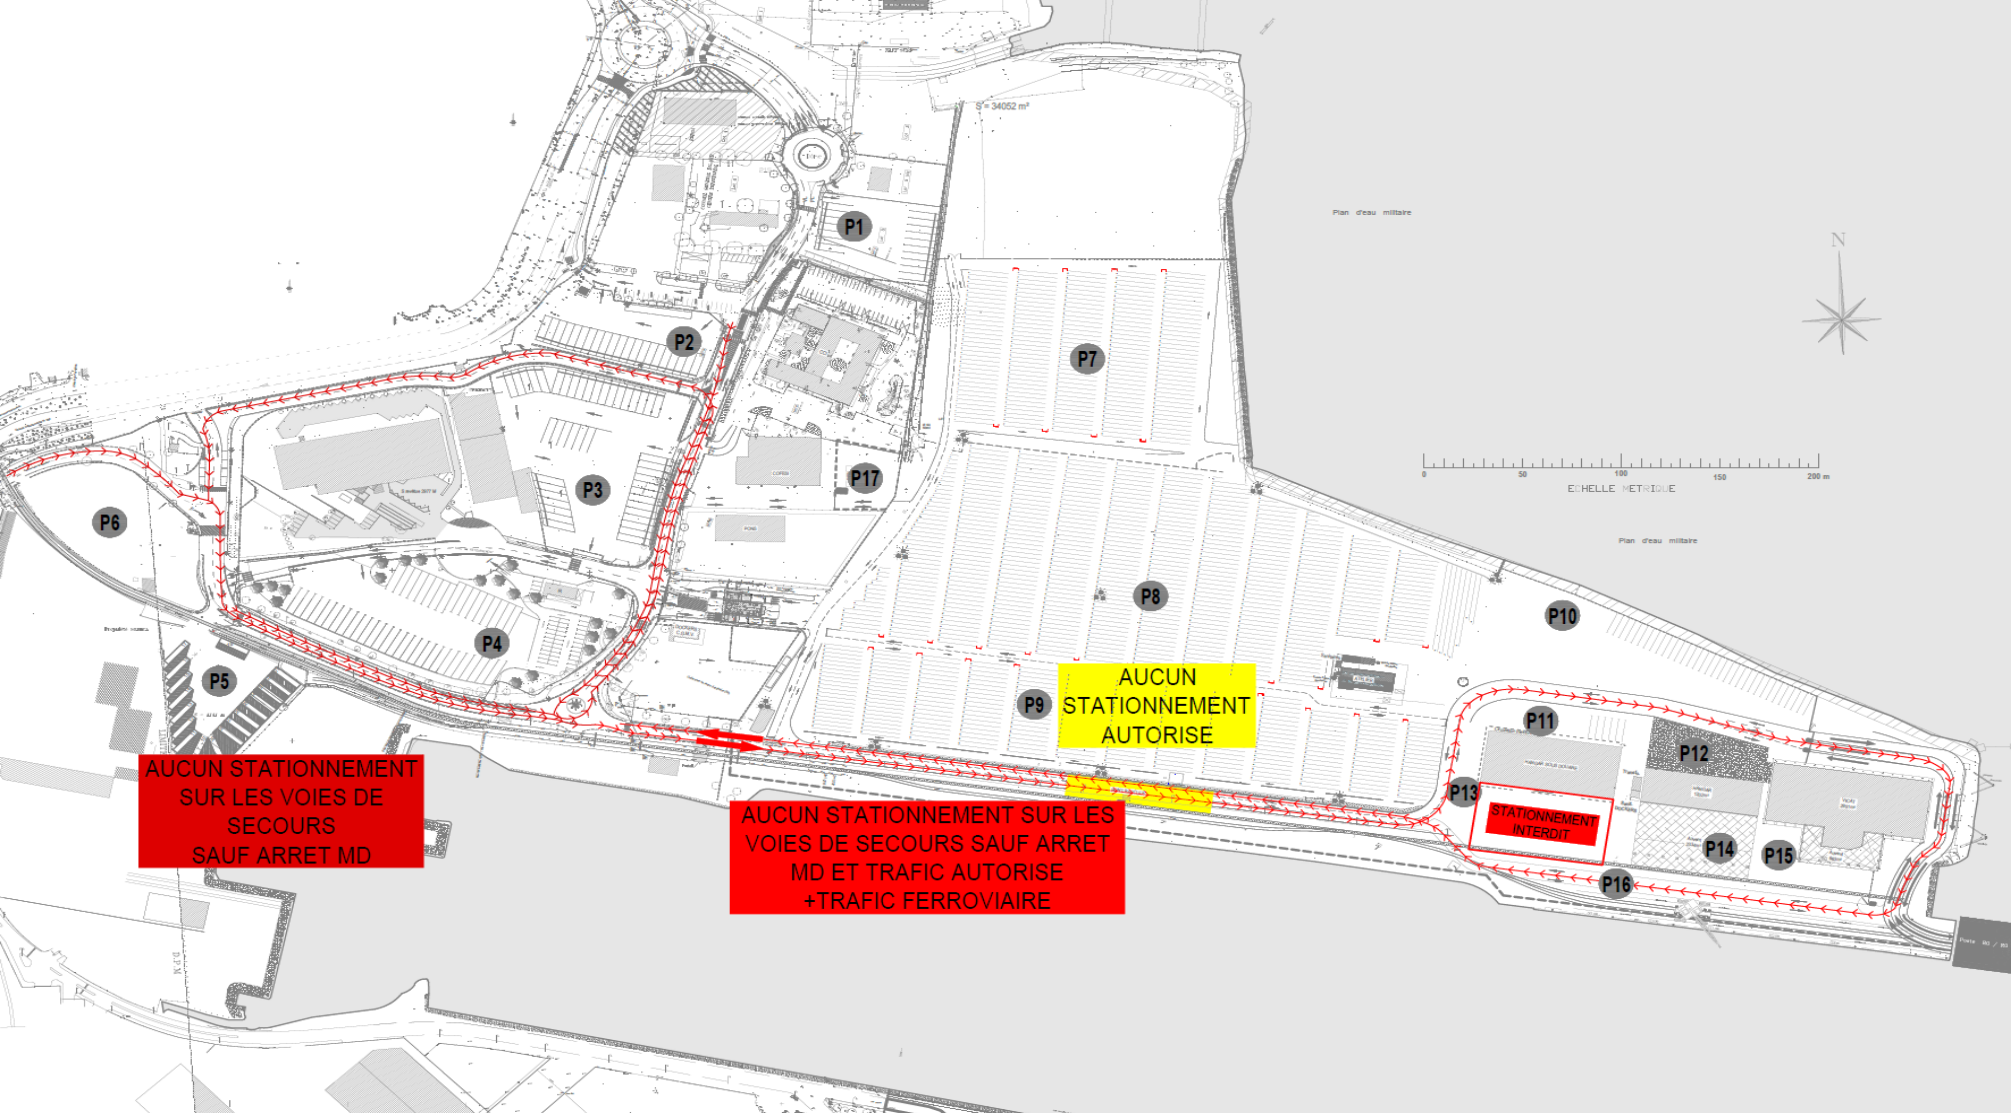 S = 34052 m²
Plan d'eau militaire
P1
N
P2
P7
P3
P17
0 50 100 150 200 m
ECHELLE METRIQUE
P6
Plan d'eau militaire
P8
P10
P4
P5
P9
AUCUN
STATIONNEMENT
AUTORISE
P11
P12
P13
STATIONNEMENT
INTERDIT
P14
P15
P16
AUCUN STATIONNEMENT
SUR LES VOIES DE
SECOURS
SAUF ARRET MD
AUCUN STATIONNEMENT SUR LES
VOIES DE SECOURS SAUF ARRET
MD ET TRAFIC AUTORISE
+TRAFIC FERROVIAIRE
D.P.M